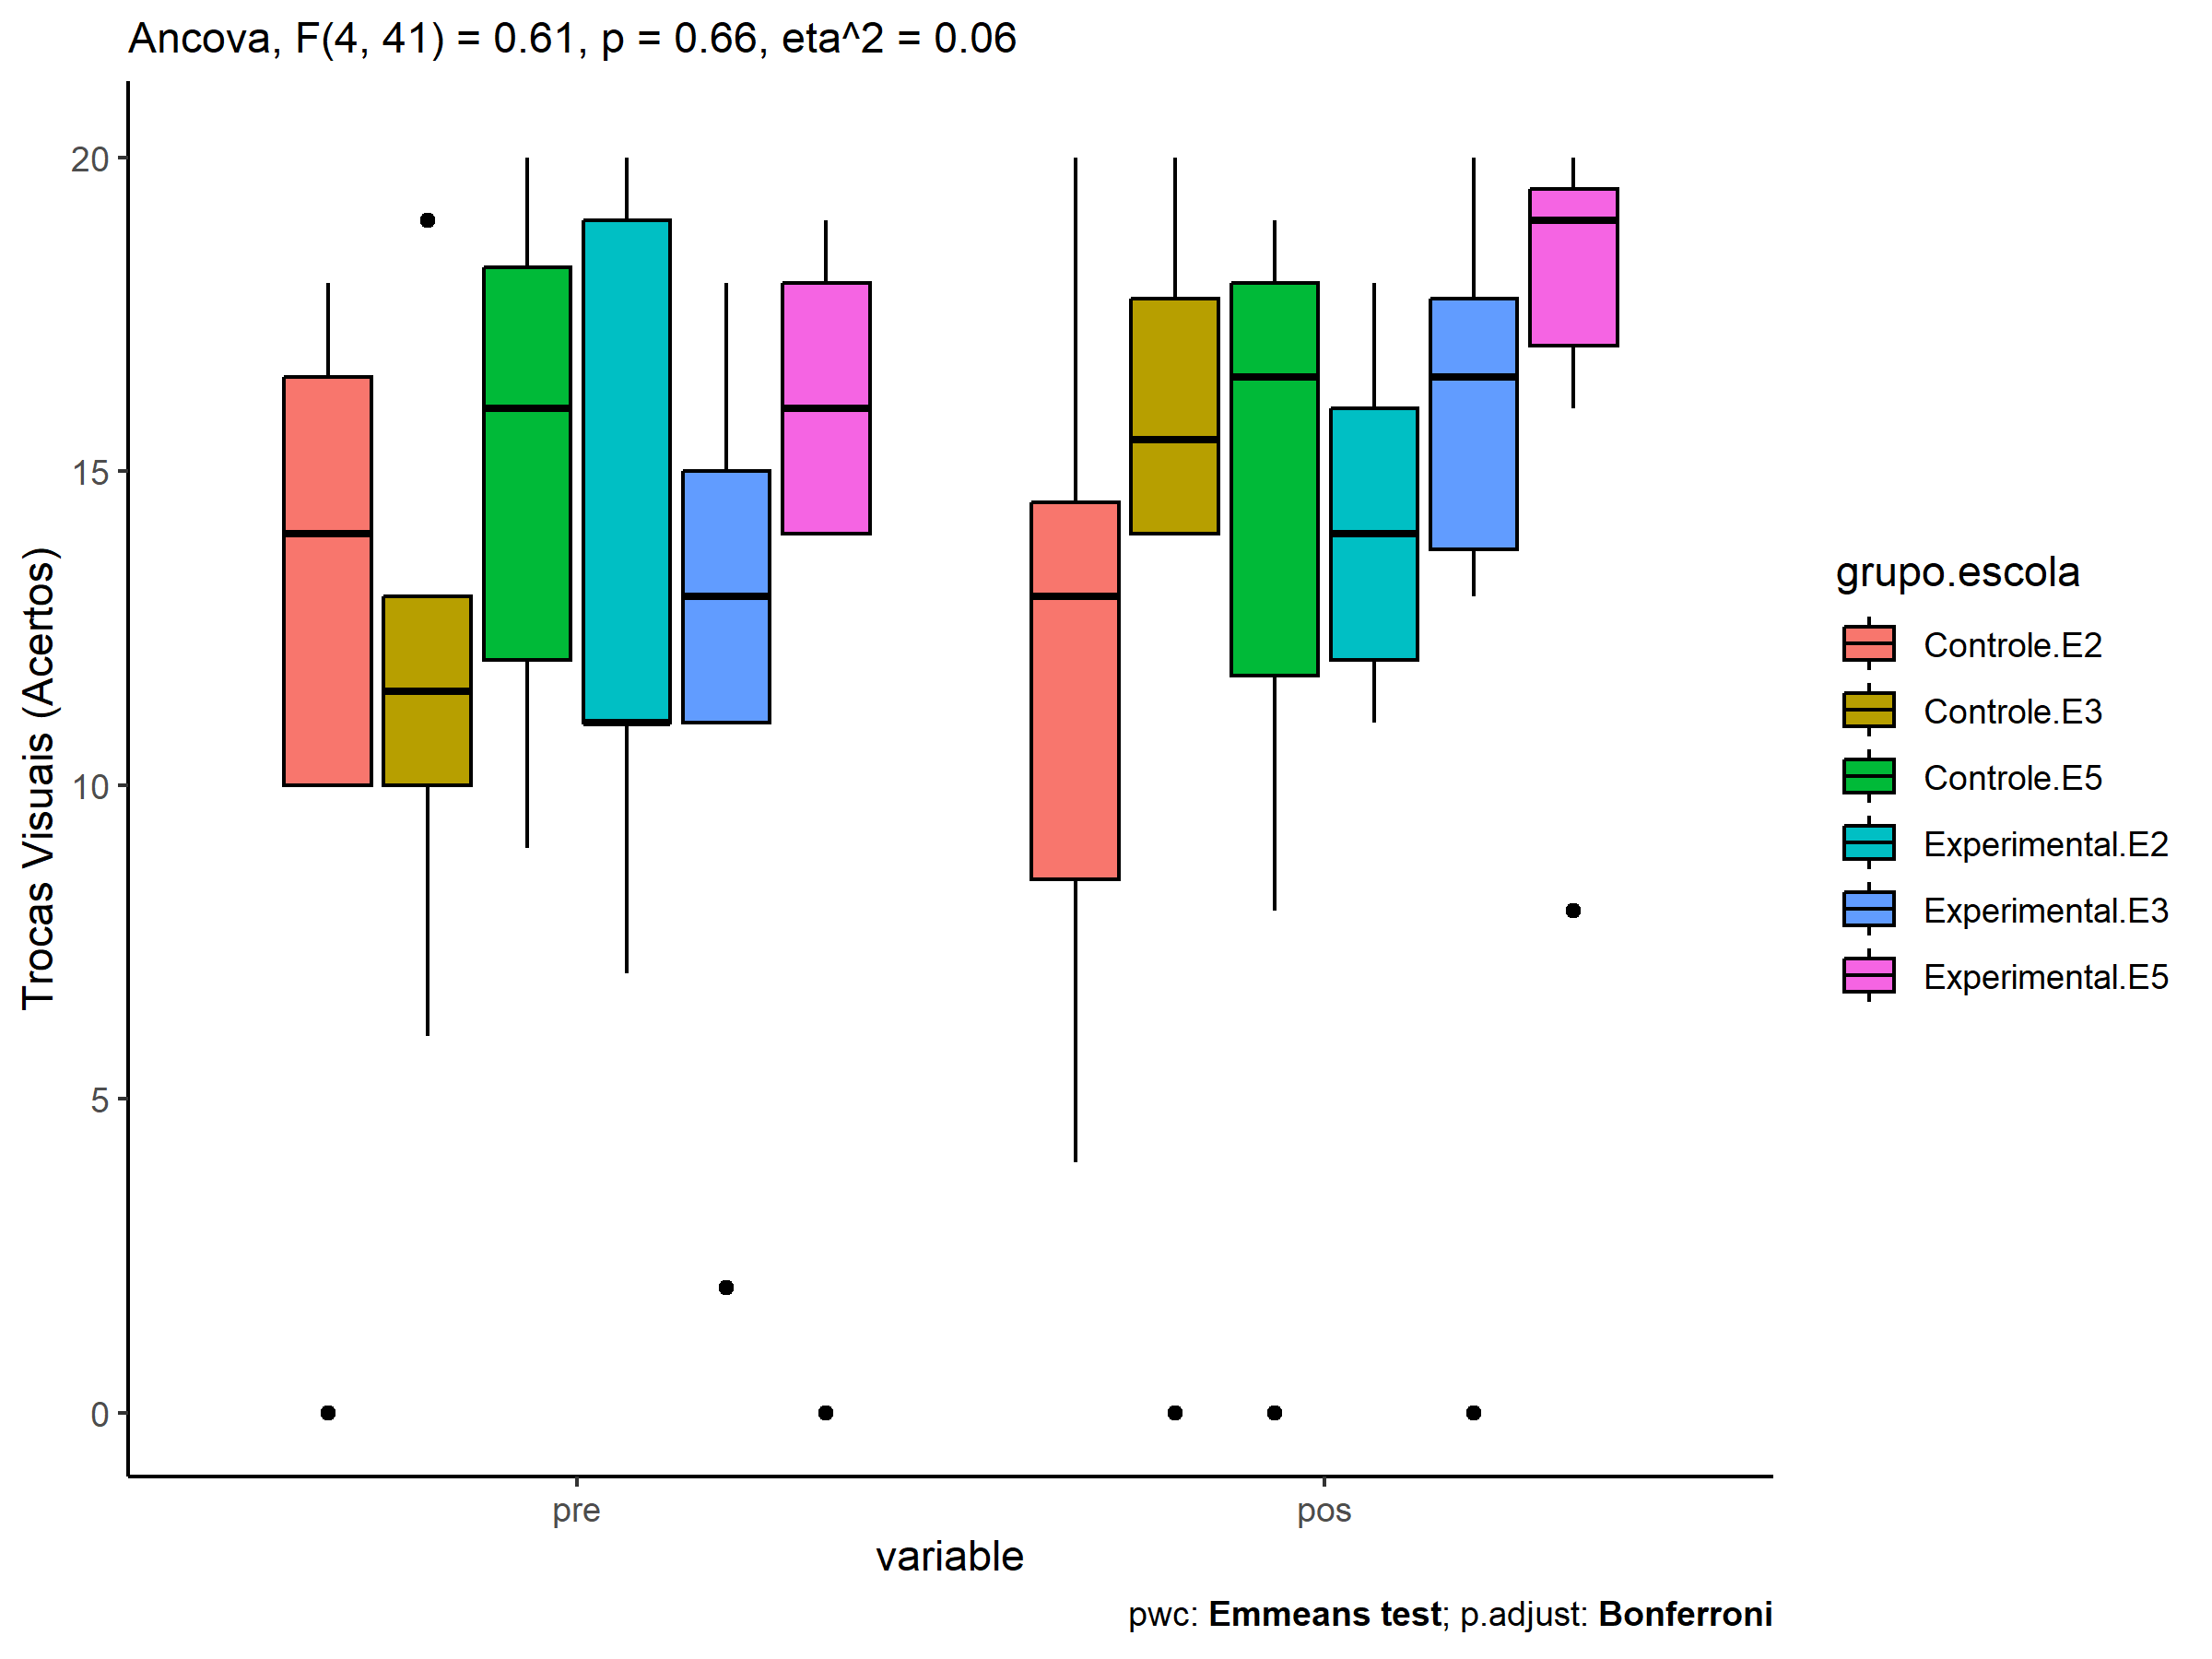 Ancova, F(4, 41) = 0.61, p = 0.66, eta^2 = 0.06
Trocas Visuais (Acertos)
20
15
10
5
0
pre
pos
variable
grupo.escola
Controle.E2
Controle.E3
Controle.E5
Experimental.E2
Experimental.E3
Experimental.E5
pwc: Emmeans test; p.adjust: Bonferroni